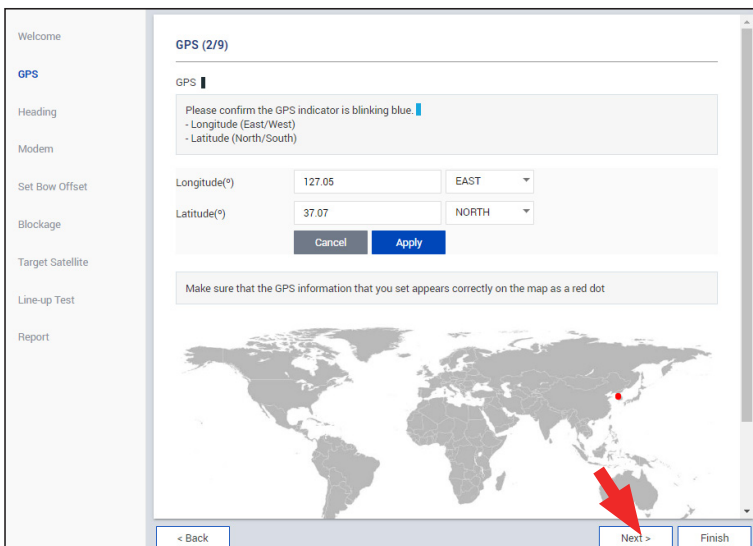 Welcome
GPS
Heading
Modem
Set Bow Offset
Blockage
Target Satellite
Line-up Test
Report
GPS (2/9)
GPS
Please confirm the GPS indicator is blinking blue.
- Longitude (East/West)
- Latitude (North/South)
Longitude(º) 127.05 EAST
Latitude(º) 37.07 NORTH
Cancel Apply
Make sure that the GPS information that you set appears correctly on the map as a red dot
< Back Next > Finish